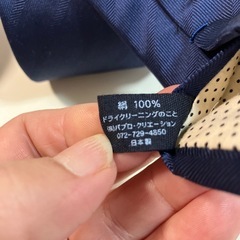 絹 100%
ドライクリーニングのこと
㈱パブロ・クリエーション
072-729-4850
日本製